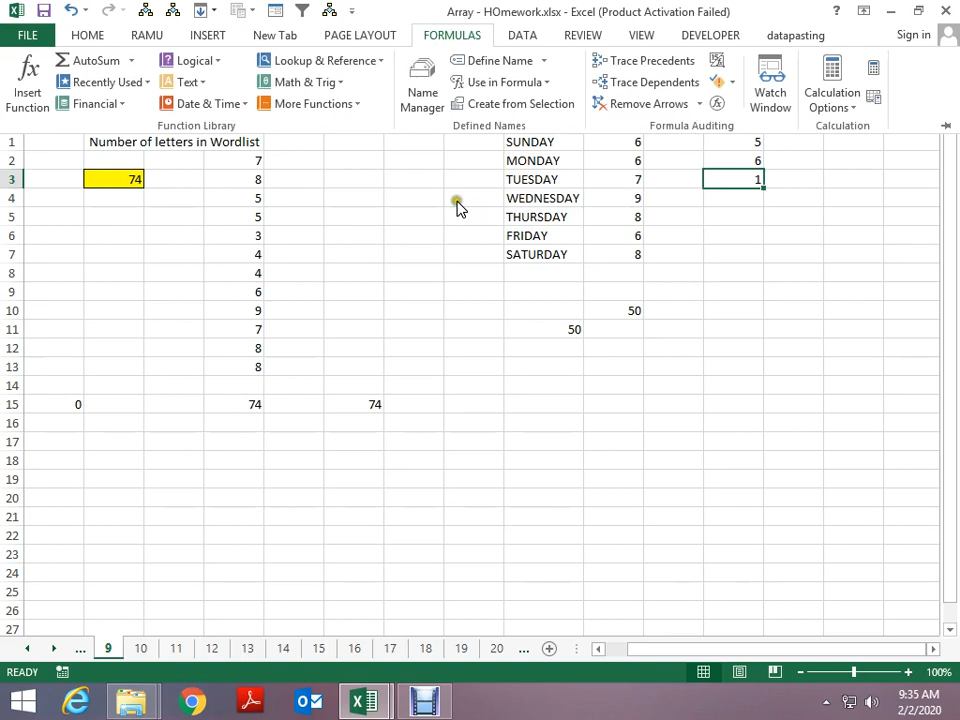 Array - HOmework.xlsx - Excel (Product Activation Failed)
FILE HOME RAMU INSERT New Tab PAGE LAYOUT FORMULAS DATA REVIEW VIEW DEVELOPER datapasting Sign in
AutoSum Logical Lookup & Reference Define Name Trace Precedents
Recently Used Text Math & Trig Use in Formula Trace Dependents
Financial Date & Time More Functions Create from Selection Remove Arrows
Insert Function
Name Manager
Watch Window
Calculation Options
Function Library Defined Names Formula Auditing Calculation
1 Number of letters in Wordlist SUNDAY 6 5
2 7 MONDAY 6 6
3 74 8 TUESDAY 7 1
4 5 WEDNESDAY 9
5 5 THURSDAY 8
6 3 FRIDAY 6
7 4 SATURDAY 8
8 4
9 6
10 9 50
11 7 50
12 8
13 8
14
15 0 74 74
16
17
18
19
20
21
22
23
24
25
26
27
... 9 10 11 12 13 14 15 16 17 18 19 20 ...
READY 100%
9:35 AM
2/2/2020